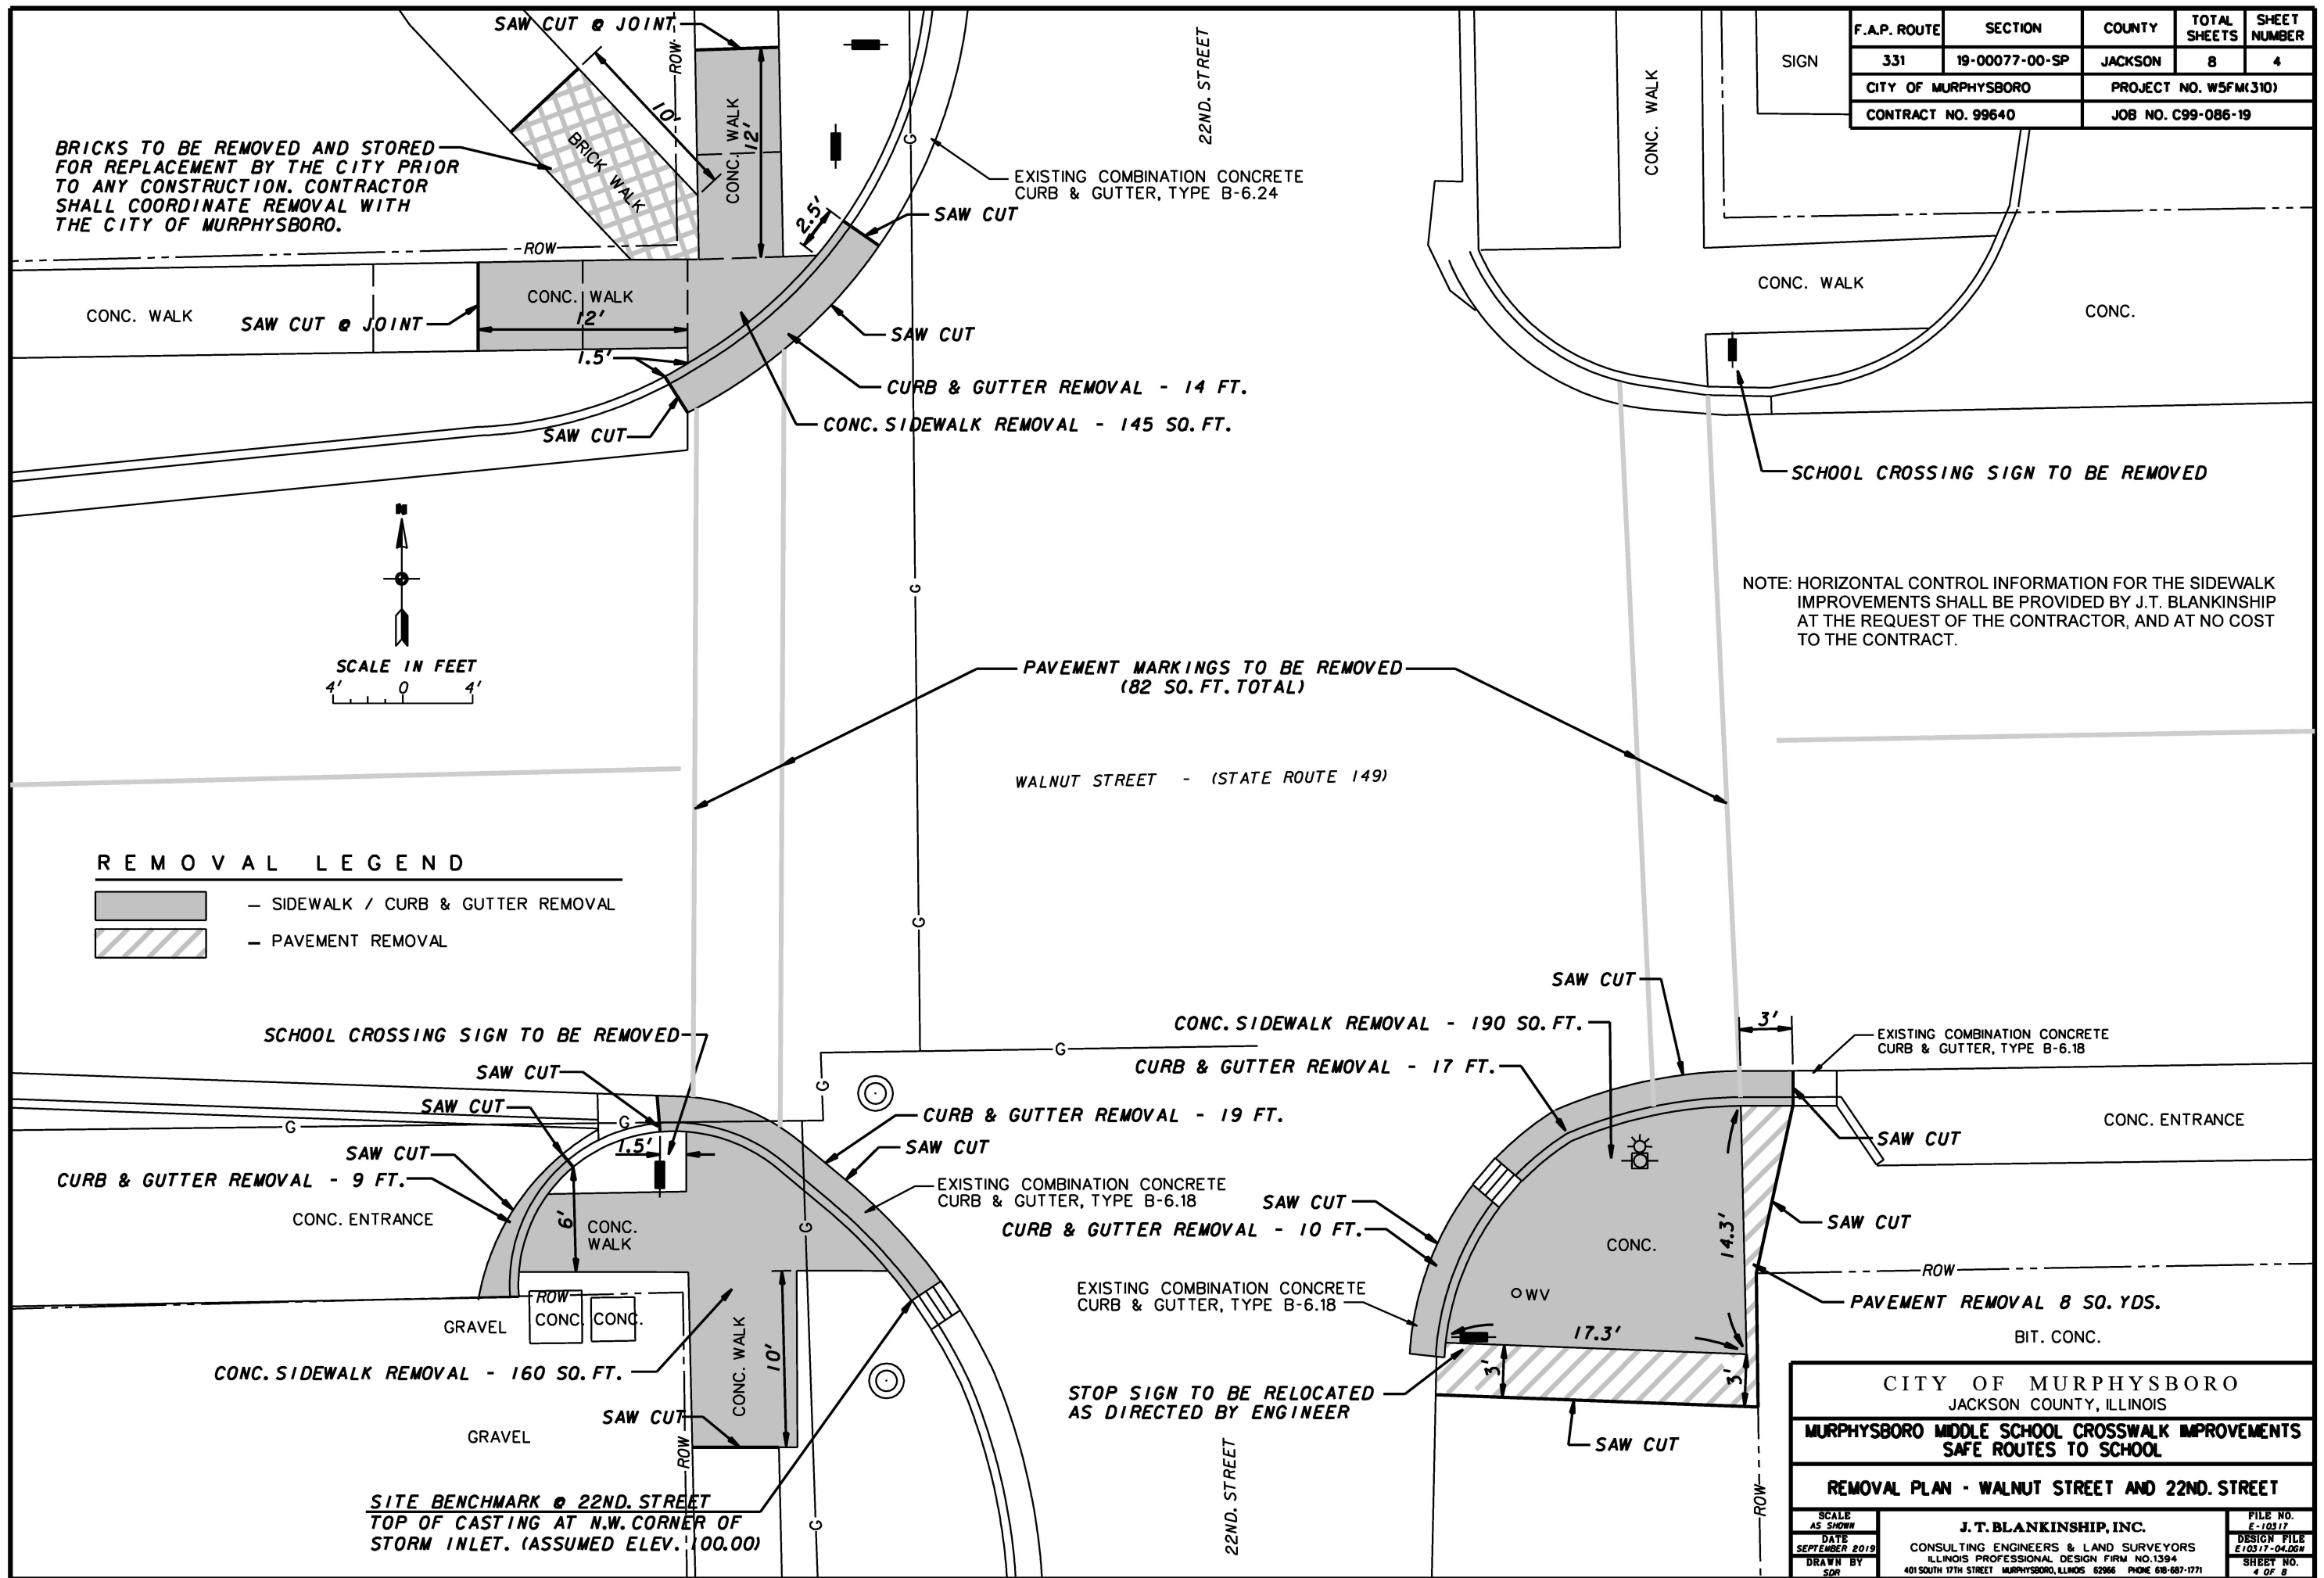 F.A.P. ROUTE SECTION COUNTY TOTAL SHEETS SHEET NUMBER
331 19-00077-00-SP JACKSON 8 4
CITY OF MURPHYSBORO PROJECT NO. W5FM(310)
CONTRACT NO. 99640 JOB NO. C99-086-19
SAW CUT @ JOINT
ROW
10'
BRICK WALK
CONC. WALK
12'
BRICKS TO BE REMOVED AND STORED
FOR REPLACEMENT BY THE CITY PRIOR
TO ANY CONSTRUCTION. CONTRACTOR
SHALL COORDINATE REMOVAL WITH
THE CITY OF MURPHYSBORO.
ROW
G
22ND. STREET
EXISTING COMBINATION CONCRETE
CURB & GUTTER, TYPE B-6.24
2.5'
SAW CUT
CONC. WALK
SAW CUT @ JOINT
CONC. WALK
12'
1.5'
SAW CUT
SAW CUT
CURB & GUTTER REMOVAL - 14 FT.
CONC. SIDEWALK REMOVAL - 145 SQ. FT.
SIGN
CONC. WALK
CONC. WALK
CONC.
SCHOOL CROSSING SIGN TO BE REMOVED
N
SCALE IN FEET
4' 0 4'
G
NOTE: HORIZONTAL CONTROL INFORMATION FOR THE SIDEWALK
IMPROVEMENTS SHALL BE PROVIDED BY J.T. BLANKINSHIP
AT THE REQUEST OF THE CONTRACTOR, AND AT NO COST
TO THE CONTRACT.
PAVEMENT MARKINGS TO BE REMOVED
(82 SQ. FT. TOTAL)
WALNUT STREET - (STATE ROUTE 149)
REMOVAL LEGEND
— SIDEWALK / CURB & GUTTER REMOVAL
— PAVEMENT REMOVAL
G
SCHOOL CROSSING SIGN TO BE REMOVED
SAW CUT
SAW CUT
SAW CUT
CURB & GUTTER REMOVAL - 9 FT.
CONC. ENTRANCE
G
G
G
G
1.5'
6'
CONC.
WALK
G
CURB & GUTTER REMOVAL - 19 FT.
SAW CUT
EXISTING COMBINATION CONCRETE
CURB & GUTTER, TYPE B-6.18
ROW
CONC. CONC.
GRAVEL
CONC. SIDEWALK REMOVAL - 160 SQ. FT.
CONC. WALK
10'
SAW CUT
GRAVEL
ROW
G
SITE BENCHMARK @ 22ND. STREET
TOP OF CASTING AT N.W. CORNER OF
STORM INLET. (ASSUMED ELEV. 100.00)
SAW CUT
CONC. SIDEWALK REMOVAL - 190 SQ. FT.
CURB & GUTTER REMOVAL - 17 FT.
3'
EXISTING COMBINATION CONCRETE
CURB & GUTTER, TYPE B-6.18
CONC. ENTRANCE
SAW CUT
SAW CUT
CURB & GUTTER REMOVAL - 10 FT.
SAW CUT
CONC.
14.3'
EXISTING COMBINATION CONCRETE
CURB & GUTTER, TYPE B-6.18
WV
ROW
PAVEMENT REMOVAL 8 SQ. YDS.
17.3'
BIT. CONC.
3'
3'
STOP SIGN TO BE RELOCATED
AS DIRECTED BY ENGINEER
SAW CUT
22ND. STREET
ROW
CITY OF MURPHYSBORO
JACKSON COUNTY, ILLINOIS
MURPHYSBORO MIDDLE SCHOOL CROSSWALK IMPROVEMENTS
SAFE ROUTES TO SCHOOL
REMOVAL PLAN - WALNUT STREET AND 22ND. STREET
SCALE
AS SHOWN
DATE
SEPTEMBER 2019
DRAWN BY
SDR
J. T. BLANKINSHIP, INC.
CONSULTING ENGINEERS & LAND SURVEYORS
ILLINOIS PROFESSIONAL DESIGN FIRM NO.1394
401 SOUTH 17TH STREET MURPHYSBORO, ILLINOIS 62966 PHONE 618-687-1771
FILE NO.
E-10317
DESIGN FILE
E10317-04.DGN
SHEET NO.
4 OF 8